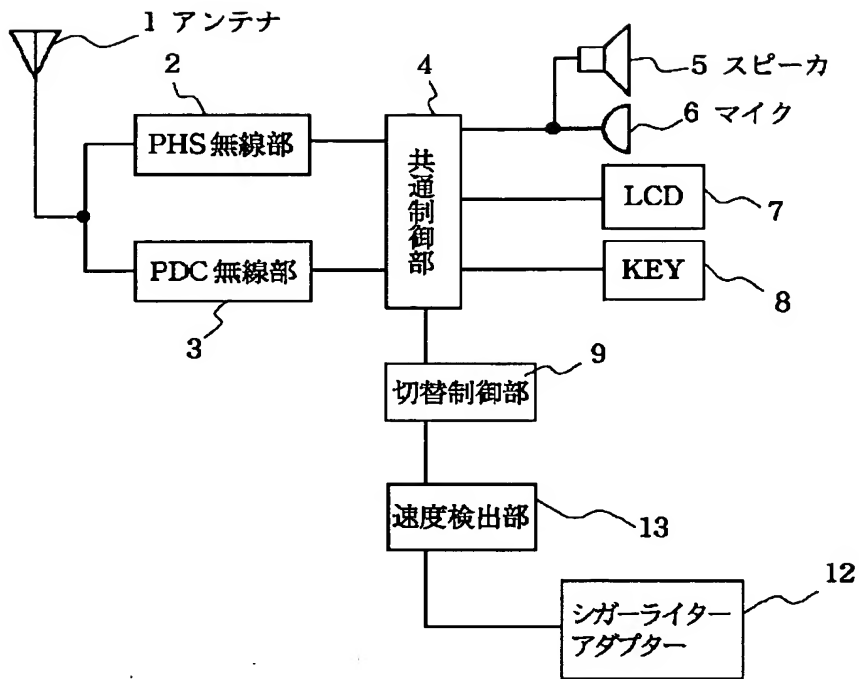 1 アンテナ
2
PHS無線部
PDC無線部
3
4
共通制御部
5 スピーカ
6 マイク
LCD
7
KEY
8
9
切替制御部
速度検出部
13
12
シガーライター
アダプター